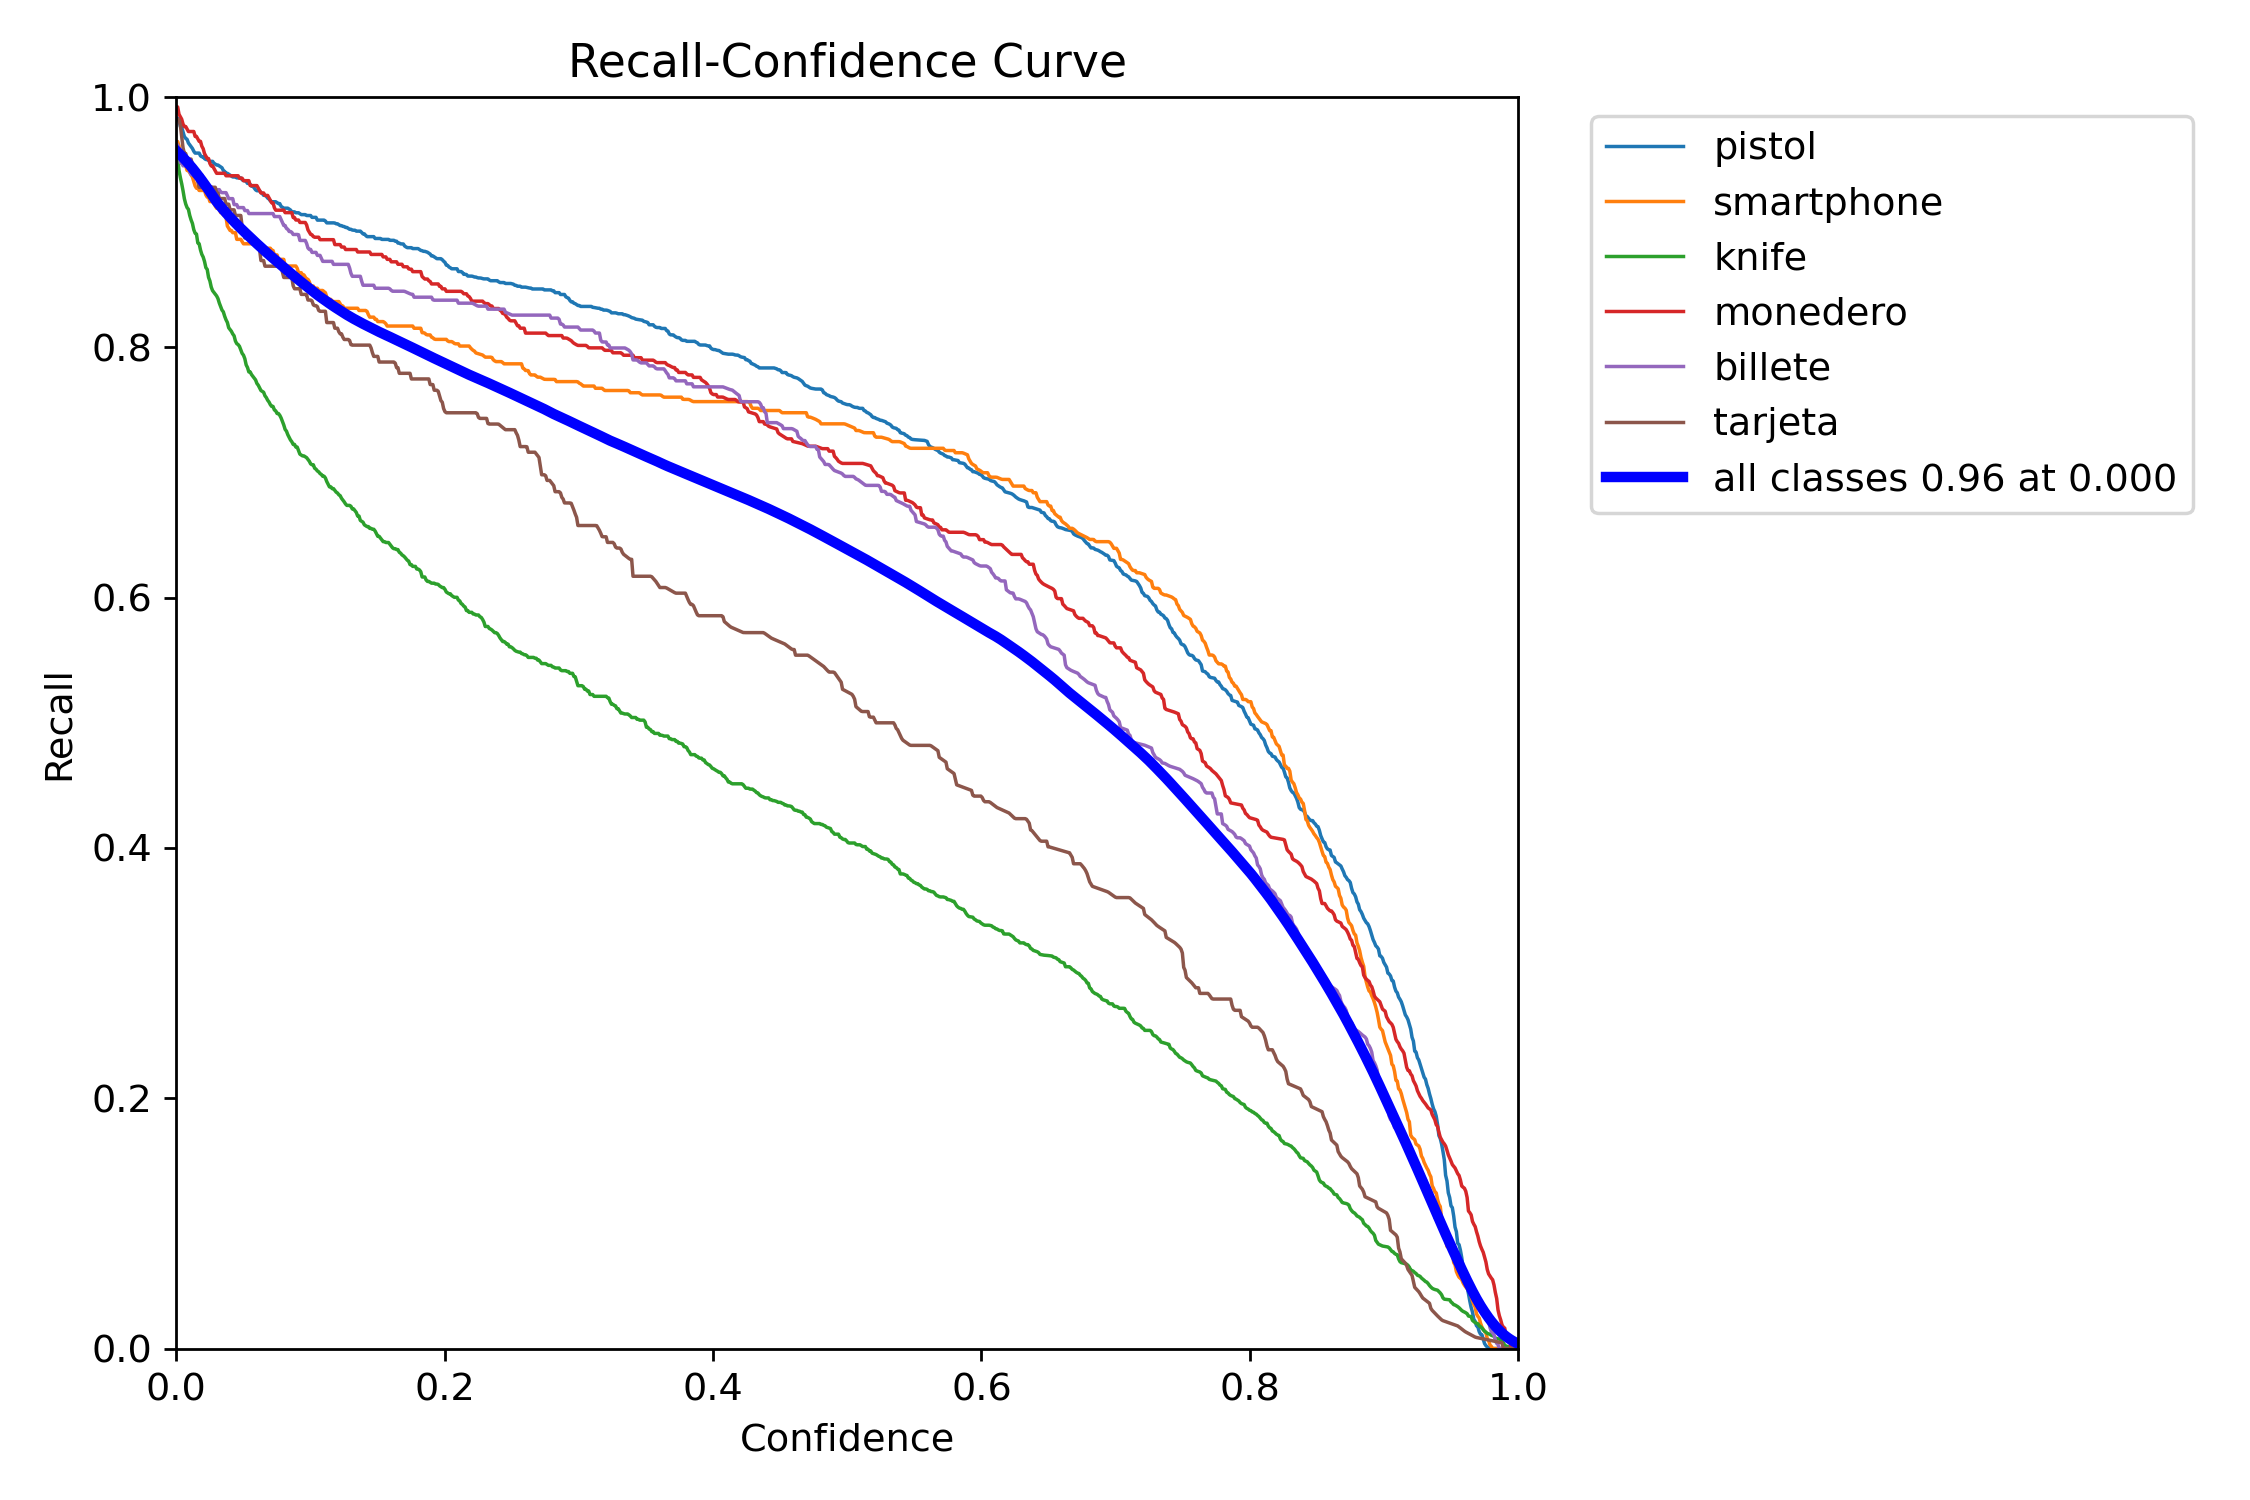 Recall-Confidence Curve
1.0
0.8
0.6
0.4
0.2
0.0
Recall
0.0 0.2 0.4 0.6 0.8 1.0
Confidence
pistol
smartphone
knife
monedero
billete
tarjeta
all classes 0.96 at 0.000